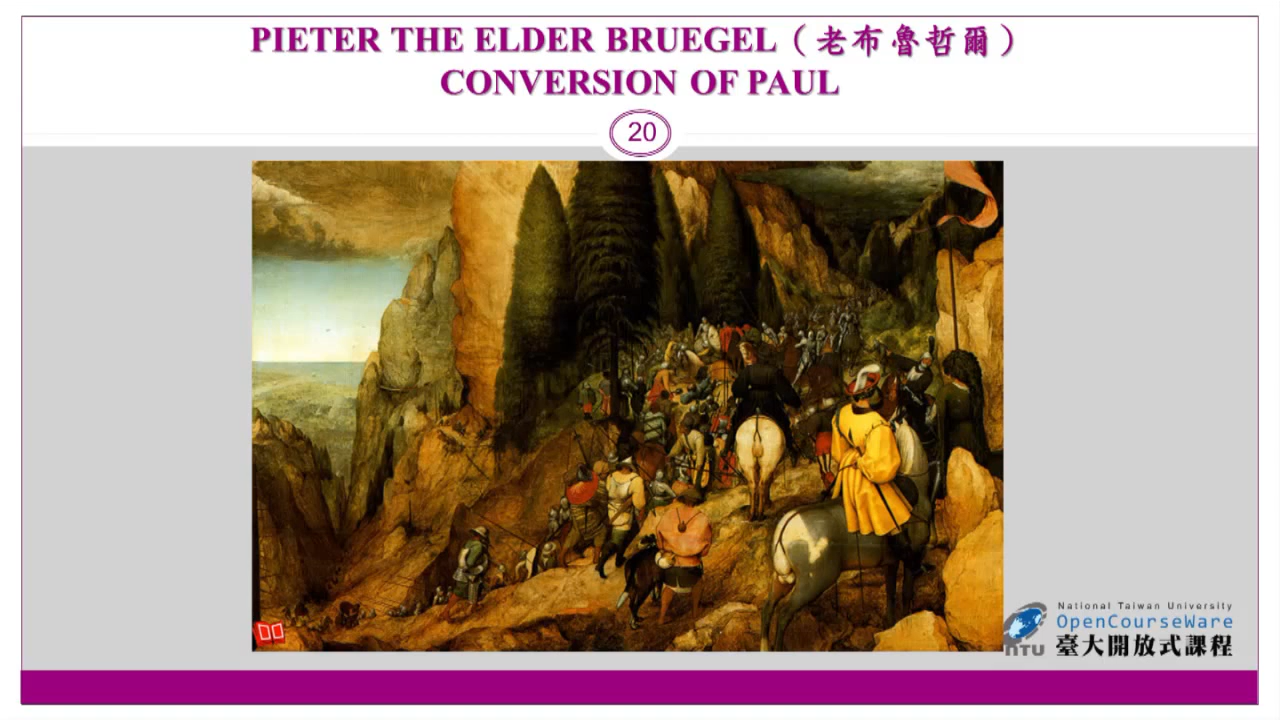 PIETER THE ELDER BRUEGEL（老布魯哲爾）
CONVERSION OF PAUL
20
National Taiwan University
OpenCourseWare
NTU 臺大開放式課程